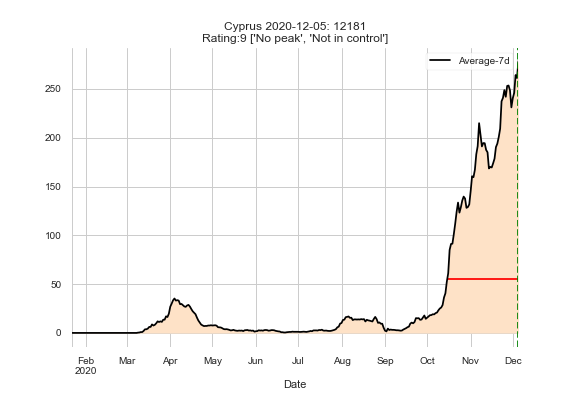 Cyprus 2020-12-05: 12181
Rating:9 ['No peak', 'Not in control']
Average-7d
250
200
150
100
50
0
Feb Mar Apr May Jun Jul Aug Sep Oct Nov Dec
2020
Date